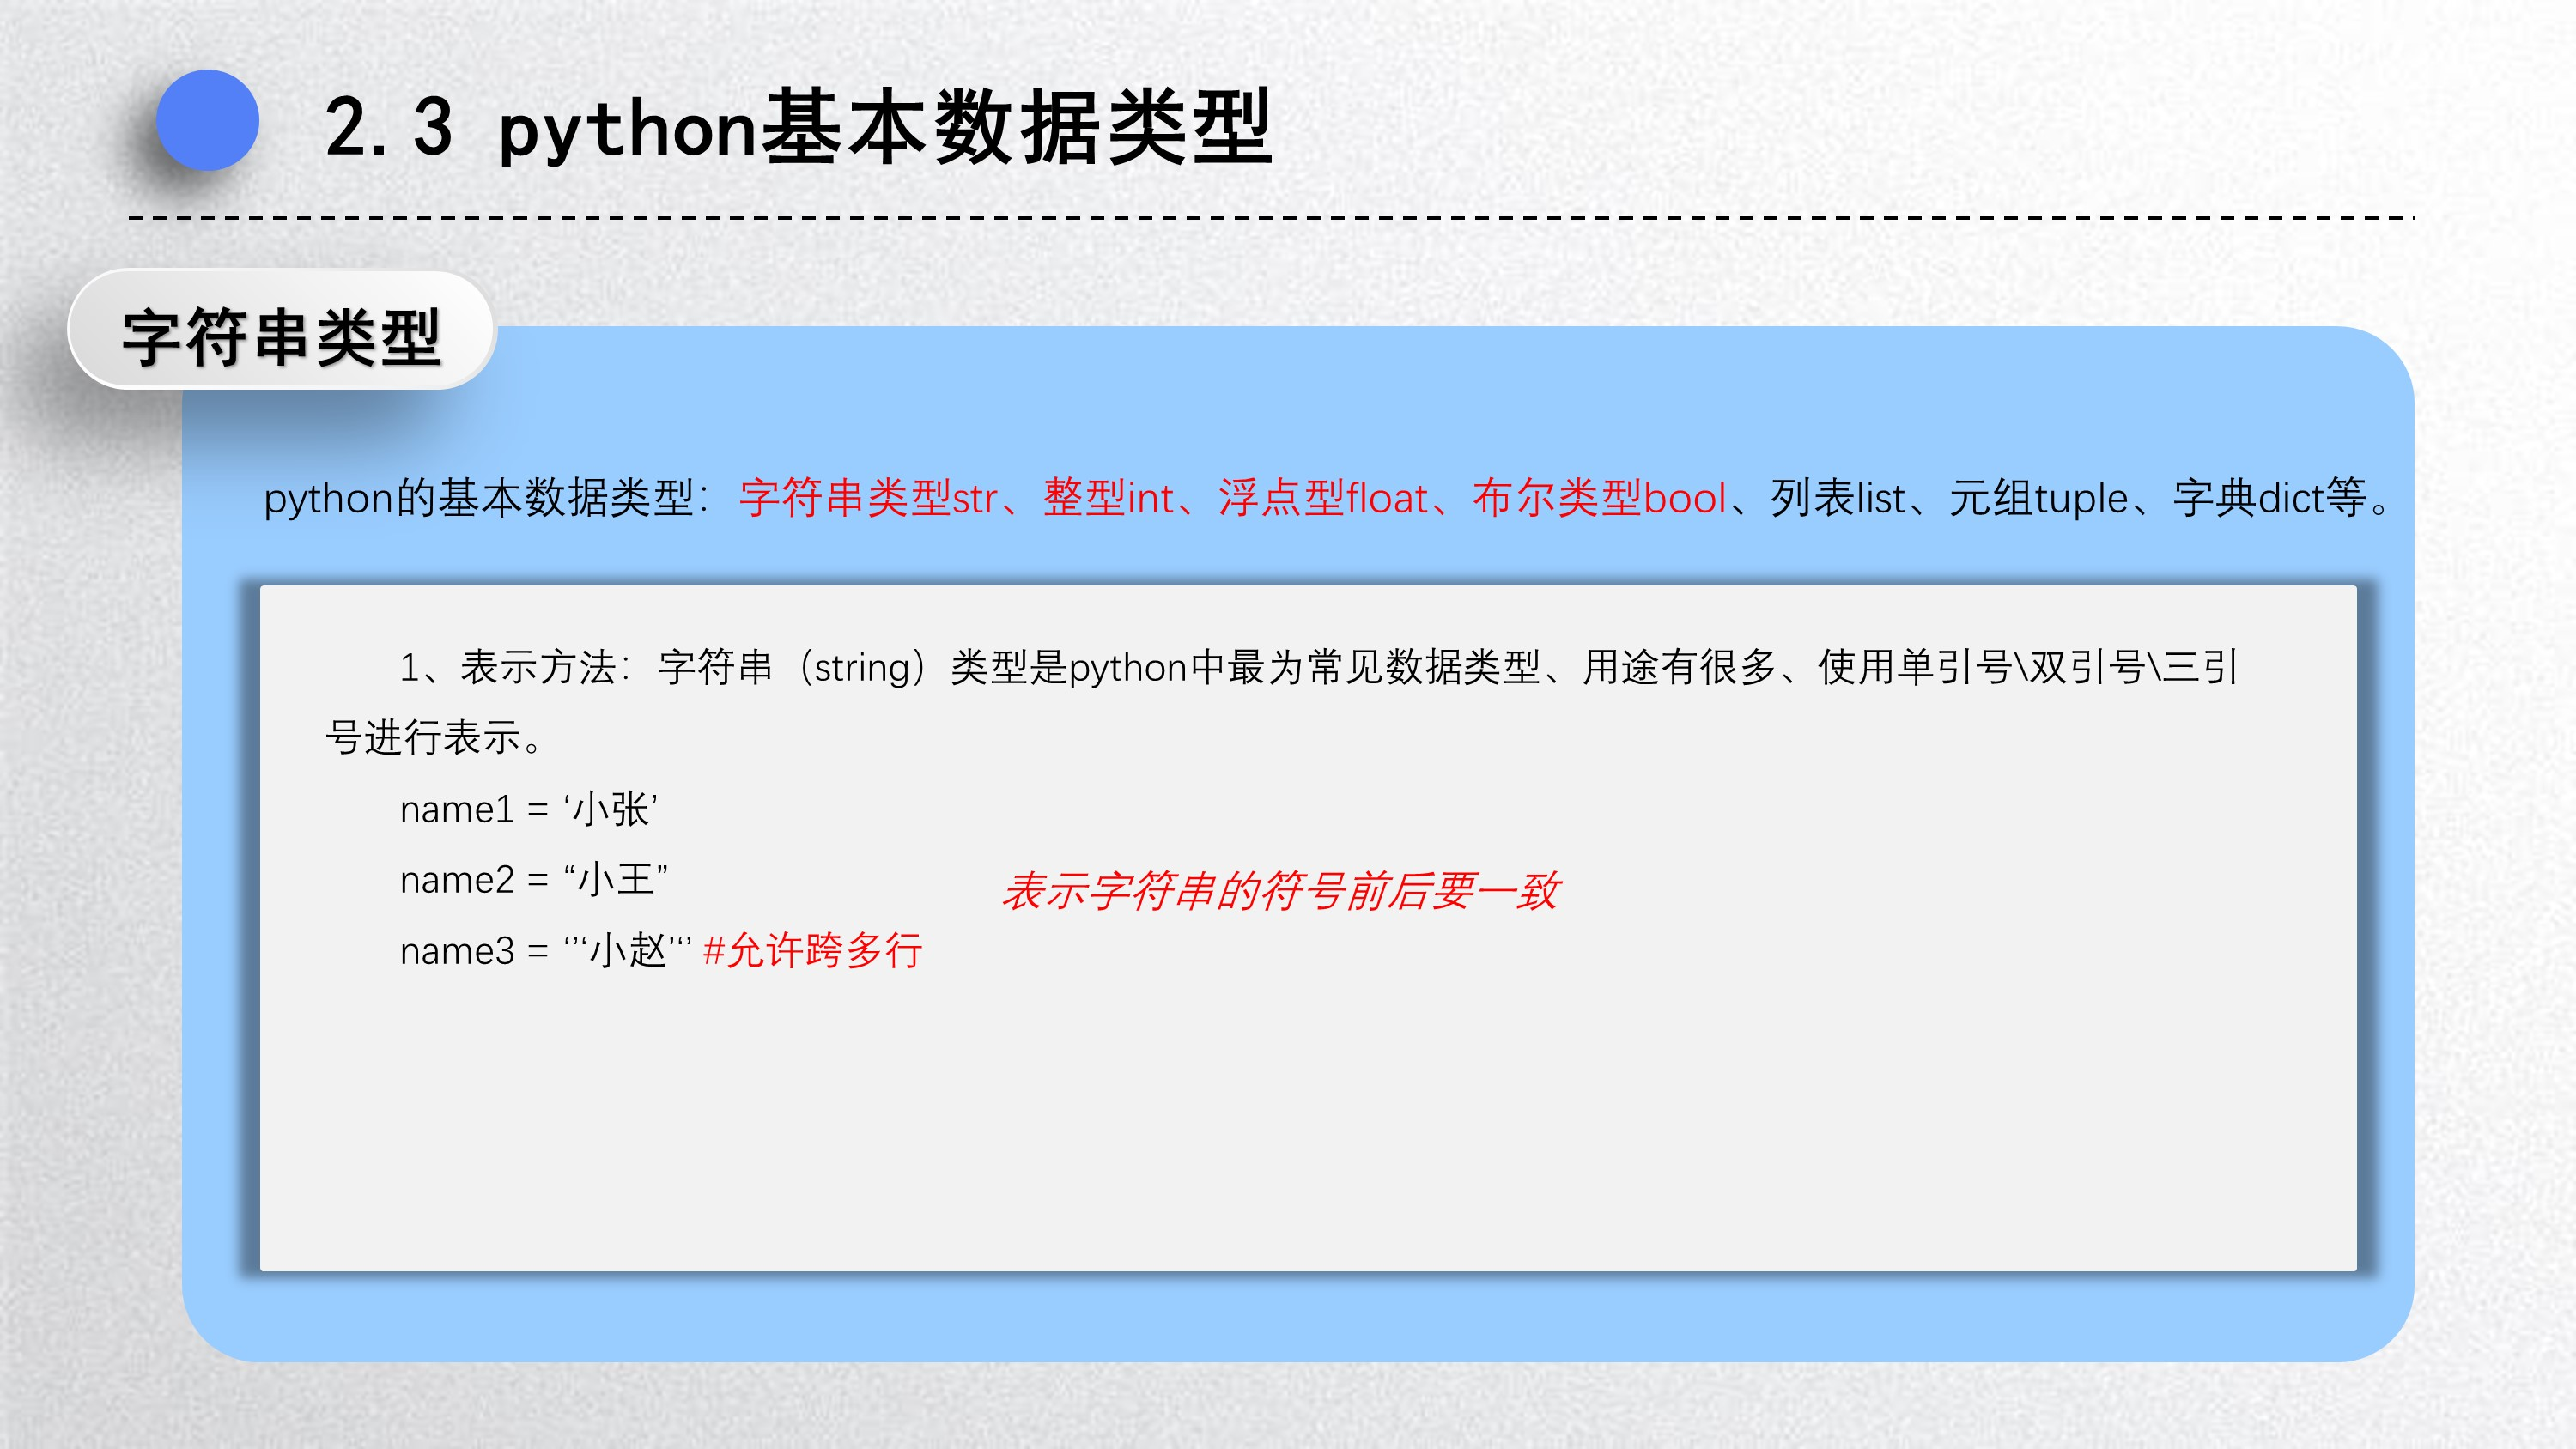 2.3 python基本数据类型
字符串类型
python的基本数据类型：字符串类型str、整型int、浮点型float、布尔类型bool、列表list、元组tuple、字典dict等。
1、表示方法：字符串（string）类型是python中最为常见数据类型、用途有很多、使用单引号\双引号\三引
号进行表示。
name1 = ‘小张’
name2 = “小王”
表示字符串的符号前后要一致
name3 = ‘’‘小赵’‘’ #允许跨多行